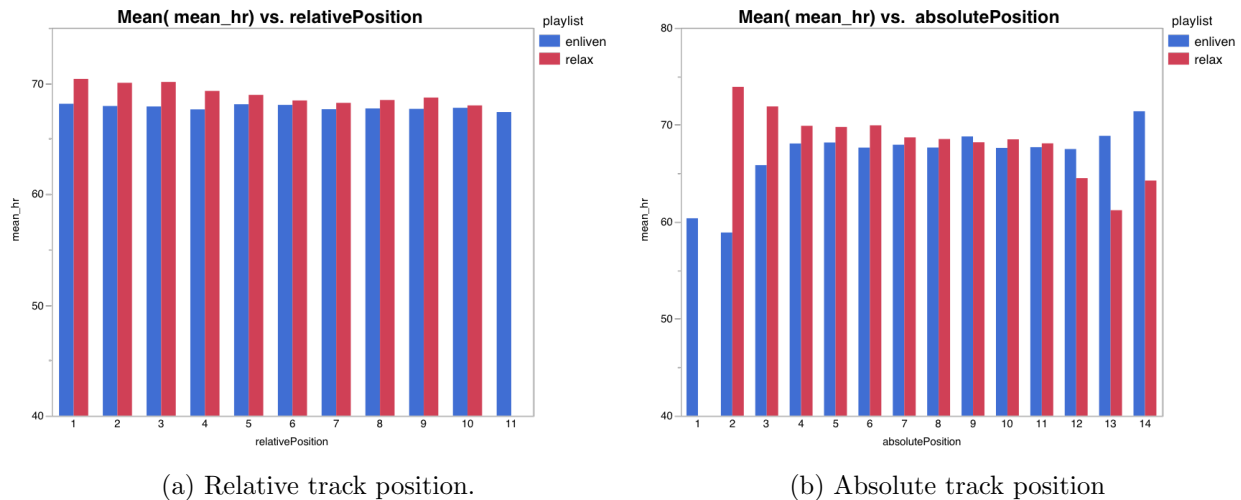 Mean( mean_hr) vs. relativePosition
playlist
enliven
relax
70
60
50
40
mean_hr
1 2 3 4 5 6 7 8 9 10 11
relativePosition
(a) Relative track position.
Mean( mean_hr) vs. absolutePosition
playlist
enliven
relax
80
70
60
50
40
mean_hr
1 2 3 4 5 6 7 8 9 10 11 12 13 14
absolutePosition
(b) Absolute track position